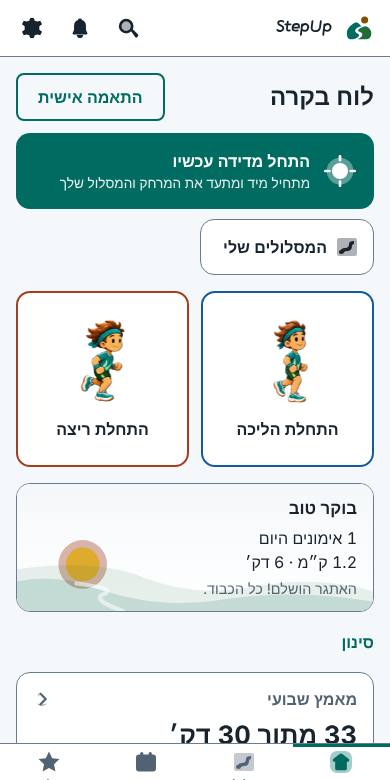 StepUp
לוח בקרה
התאמה אישית
התחל מדידה עכשיו
מתחיל מיד ומתעד את המרחק והמסלול שלך
המסלולים שלי
התחלת הליכה
התחלת ריצה
בוקר טוב
1 אימונים היום
1.2 ק״מ · 6 דק׳
האתגר הושלם! כל הכבוד.
סינון
מאמץ שבועי
33 מתוך 30 דק׳